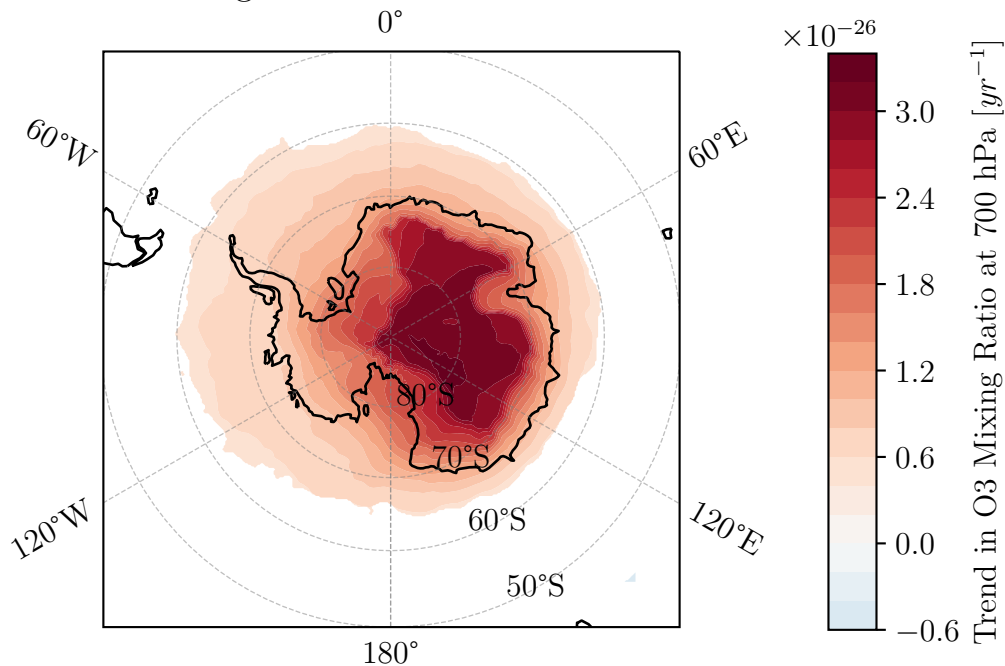 0°
×10⁻²⁶
60°W
60°E
3.0
2.4
1.8
1.2
0.6
0.0
−0.6
80°S
70°S
60°S
50°S
120°W
120°E
180°
Trend in O3 Mixing Ratio at 700 hPa [yr⁻¹]